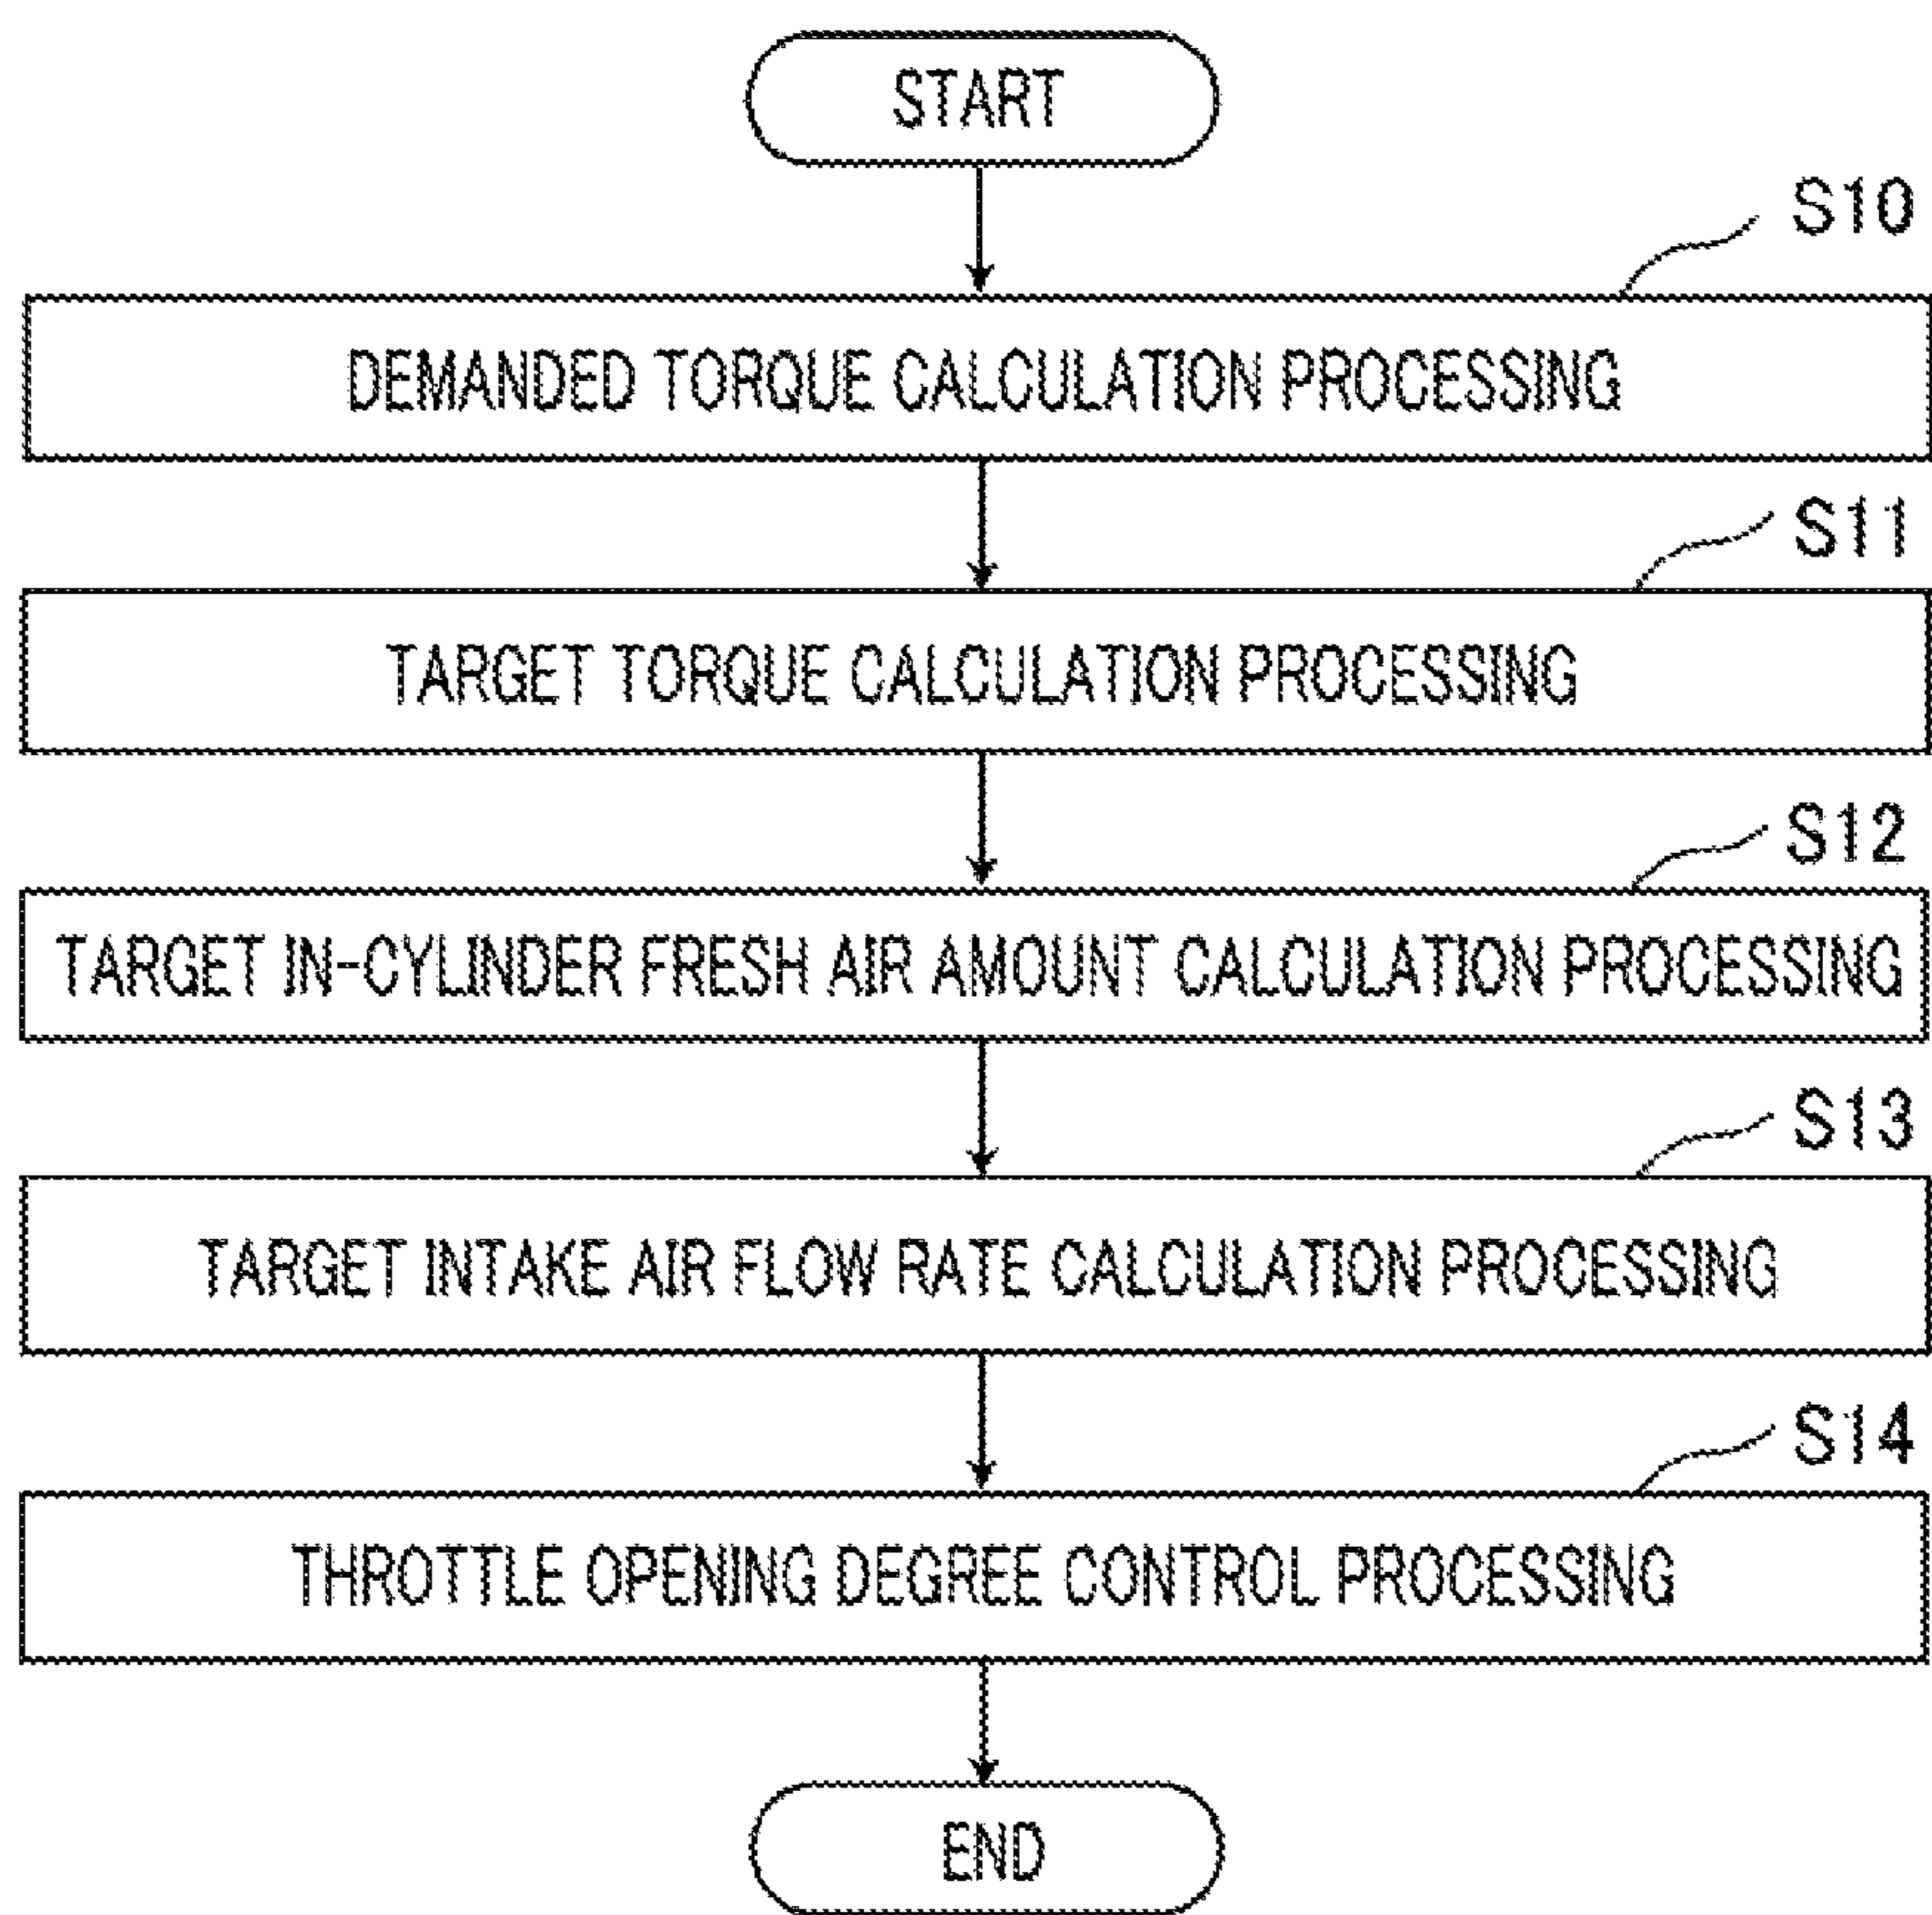 START
S10
DEMANDED TORQUE CALCULATION PROCESSING
S11
TARGET TORQUE CALCULATION PROCESSING
S12
TARGET IN-CYLINDER FRESH AIR AMOUNT CALCULATION PROCESSING
S13
TARGET INTAKE AIR FLOW RATE CALCULATION PROCESSING
S14
THROTTLE OPENING DEGREE CONTROL PROCESSING
END